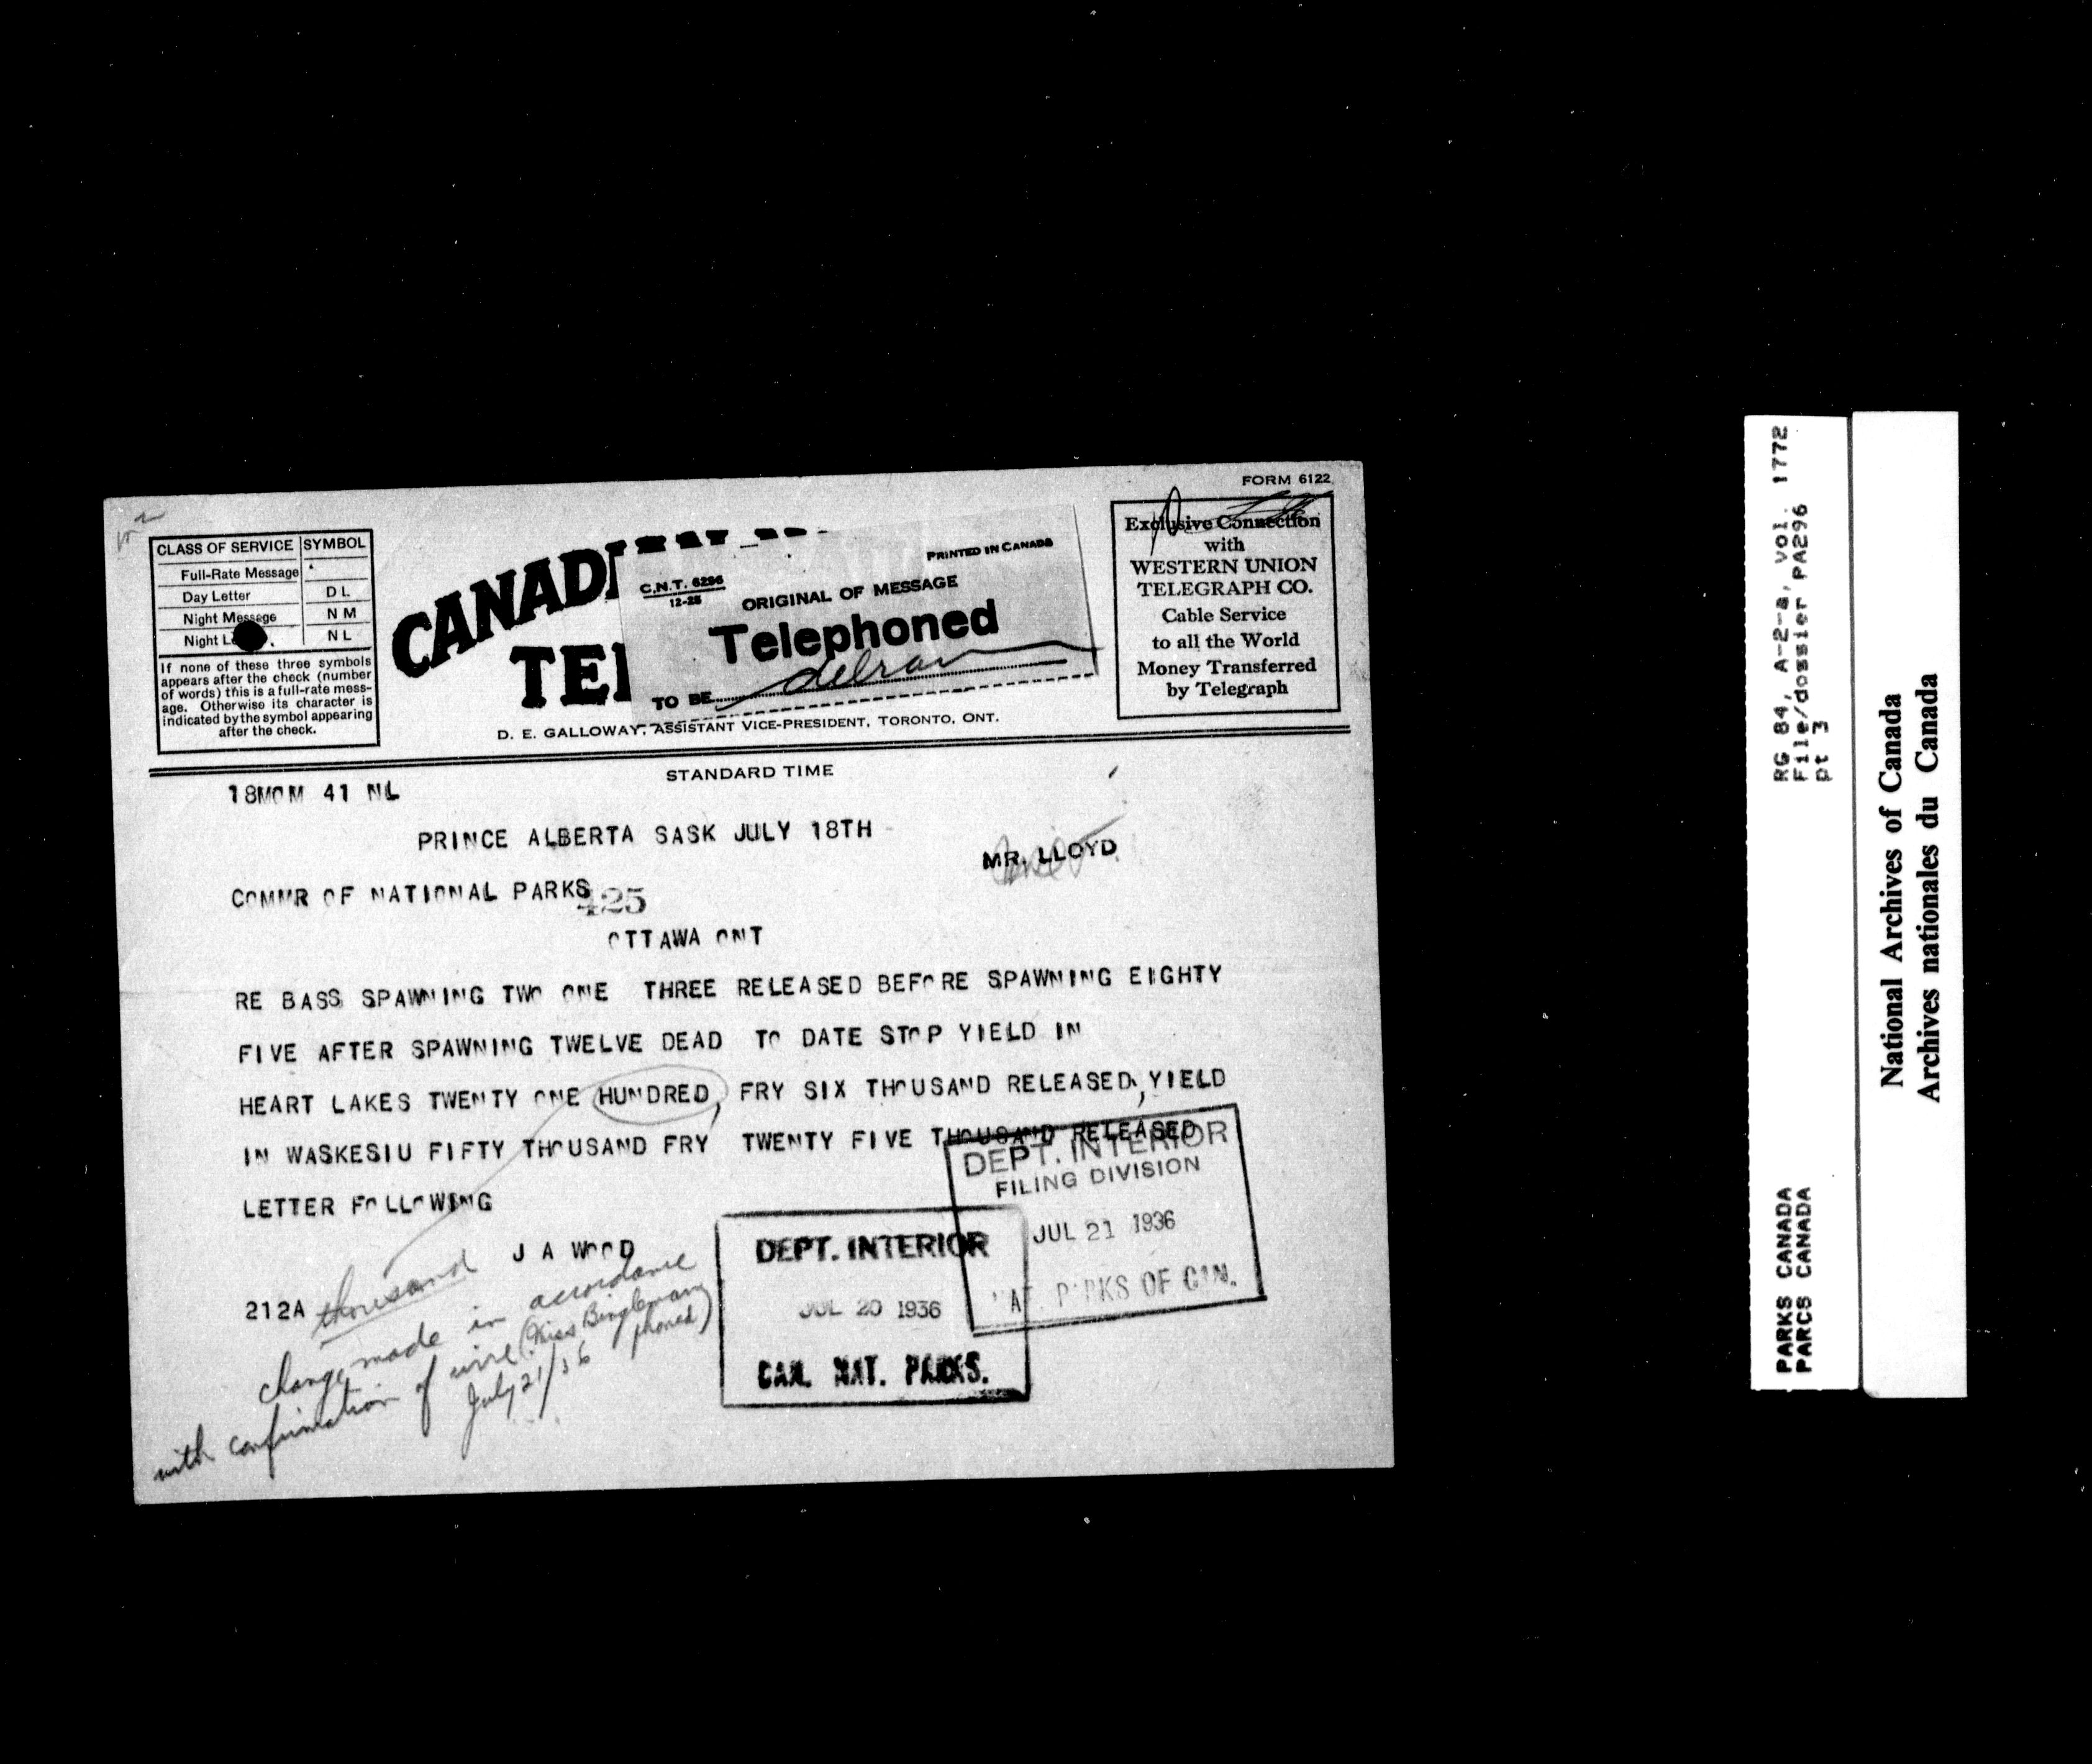 FORM 6122
CLASS OF SERVICE SYMBOL
Full-Rate Message
Day Letter D L
Night Message N M
Night L N L
If none of these three symbols
appears after the check (number
of words) this is a full-rate mess-
age. Otherwise its character is
indicated by the symbol appearing
after the check.
CANADI
TEL
C.N.T. 6296
12-28
PRINTED IN CANADA
ORIGINAL OF MESSAGE
Telephoned
TO BE
D. E. GALLOWAY, ASSISTANT VICE-PRESIDENT, TORONTO, ONT.
Exclusive Connection
with
WESTERN UNION
TELEGRAPH CO.
Cable Service
to all the World
Money Transferred
by Telegraph
STANDARD TIME
18MOM 41 NL
PRINCE ALBERTA SASK JULY 18TH
MR. LLOYD
COMMR OF NATIONAL PARKS
425
OTTAWA ONT
RE BASS SPAWNING TWO ONE THREE RELEASED BEFORE SPAWNING EIGHTY
FIVE AFTER SPAWNING TWELVE DEAD TO DATE STOP YIELD IN
HEART LAKES TWENTY ONE HUNDRED, FRY SIX THOUSAND RELEASED, YIELD
IN WASKESIU FIFTY THOUSAND FRY TWENTY FIVE THOUSAND RELEASED
LETTER FOLLOWING
J A WOOD
212A thousand
change made in accordance
with confirmation of wire (Miss Bingleman
phoned)
July 21/36
DEPT. INTERIOR
JUL 20 1936
CAN. NAT. PARKS.
DEPT. INTERIOR
FILING DIVISION
JUL 21 1936
NAT. PARKS OF CAN.
RG 84, A-2-a, Vol. 1772
File/dossier PA296
pt 3
PARKS CANADA
PARCS CANADA
National Archives of Canada
Archives nationales du Canada